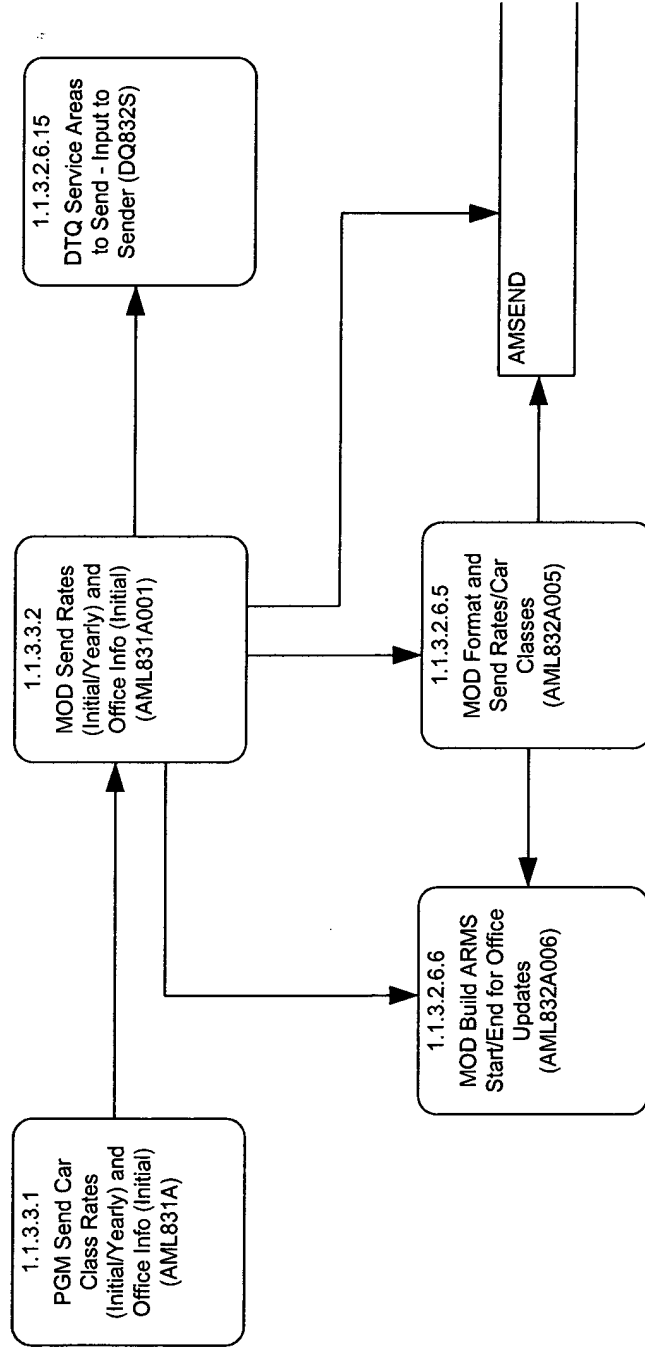 1.1.3.3.1
PGM Send Car
Class Rates
(Initial/Yearly) and
Office Info (Initial)
(AML831A)
1.1.3.3.2
MOD Send Rates
(Initial/Yearly) and
Office Info (Initial)
(AML831A001)
1.1.3.2.6.15
DTQ Service Areas
to Send - Input to
Sender (DQ832S)
1.1.3.2.6.6
MOD Build ARMS
Start/End for Office
Updates
(AML832A006)
1.1.3.2.6.5
MOD Format and
Send Rates/Car
Classes
(AML832A005)
AMSEND